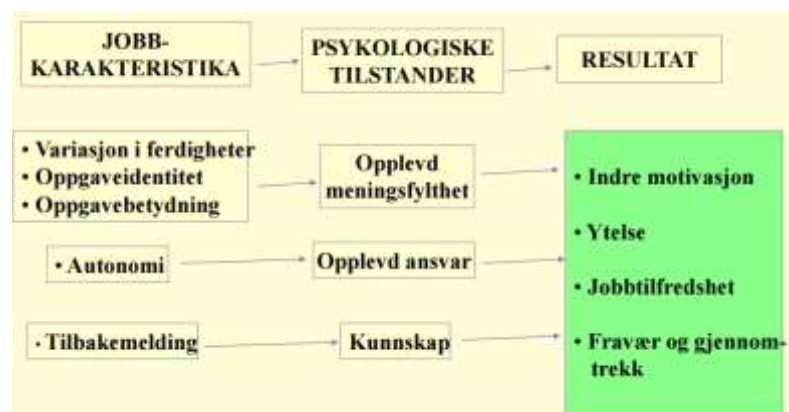 JOBB-
KARAKTERISTIKA
PSYKOLOGISKE
TILSTANDER
RESULTAT
• Variasjon i ferdigheter
• Oppgaveidentitet
• Oppgavebetydning
Opplevd
meningsfylthet
• Autonomi
Opplevd ansvar
• Tilbakemelding
Kunnskap
• Indre motivasjon
• Ytelse
• Jobbtilfredshet
• Fravær og gjennom-
trekk